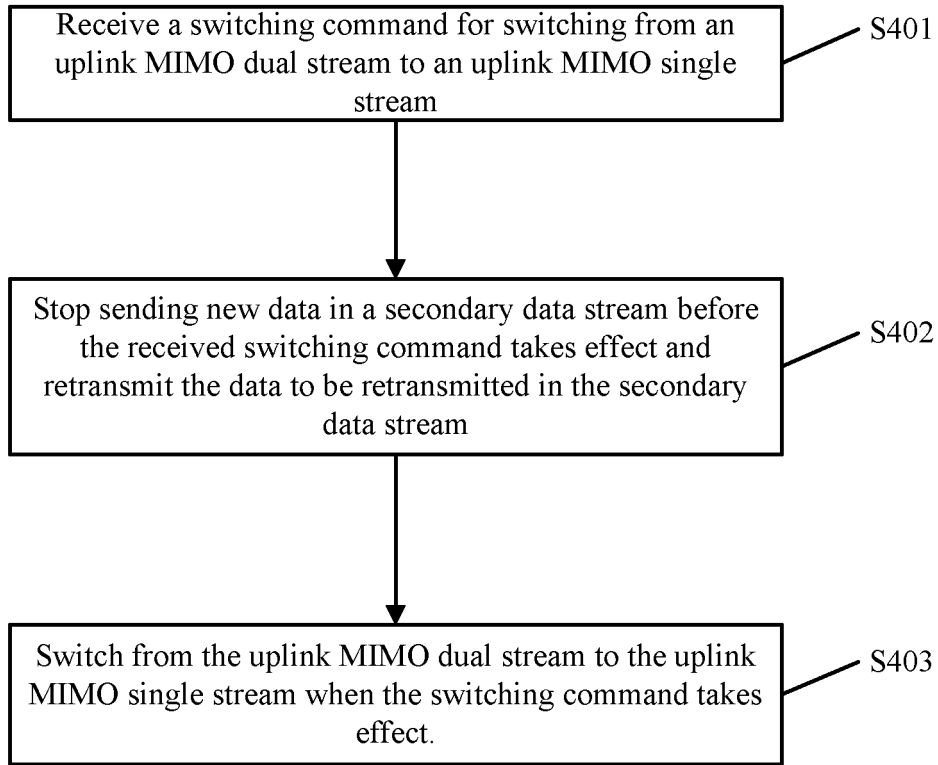 Receive a switching command for switching from an
uplink MIMO dual stream to an uplink MIMO single
stream
S401
Stop sending new data in a secondary data stream before
the received switching command takes effect and
retransmit the data to be retransmitted in the secondary
data stream
S402
Switch from the uplink MIMO dual stream to the uplink
MIMO single stream when the switching command takes
effect.
S403